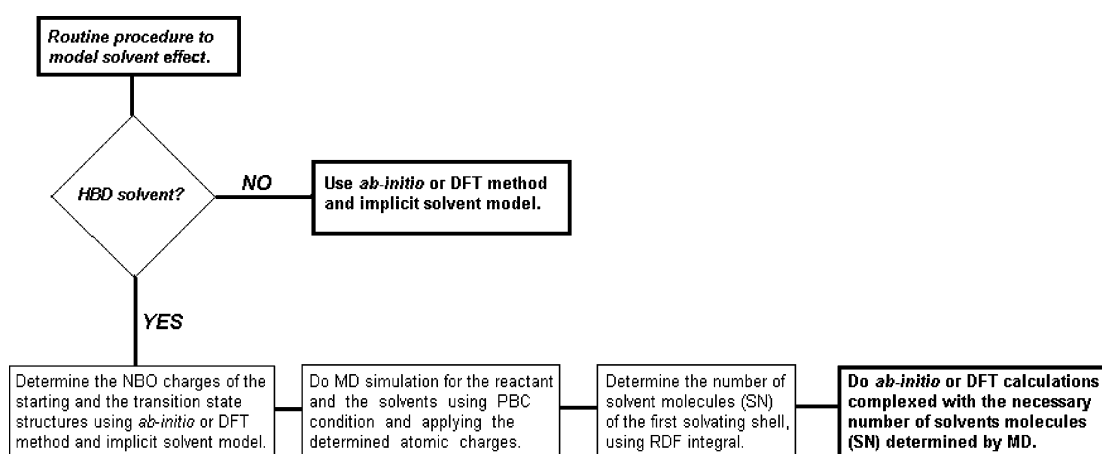 Routine procedure to
model solvent effect.
HBD solvent?
NO
Use ab-initio or DFT method
and implicit solvent model.
YES
Determine the NBO charges of the
starting and the transition state
structures using ab-initio or DFT
method and implicit solvent model.
Do MD simulation for the reactant
and the solvents using PBC
condition and applying the
determined atomic charges.
Determine the number of
solvent molecules (SN)
of the first solvating shell,
using RDF integral.
Do ab-initio or DFT calculations
complexed with the necessary
number of solvents molecules
(SN) determined by MD.